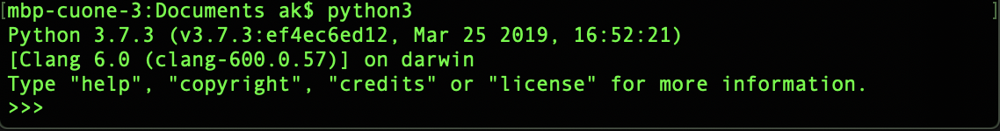 [mbp-cuone-3:Documents ak$ python3 ]
Python 3.7.3 (v3.7.3:ef4ec6ed12, Mar 25 2019, 16:52:21)
[Clang 6.0 (clang-600.0.57)] on darwin
Type "help", "copyright", "credits" or "license" for more information.
>>>